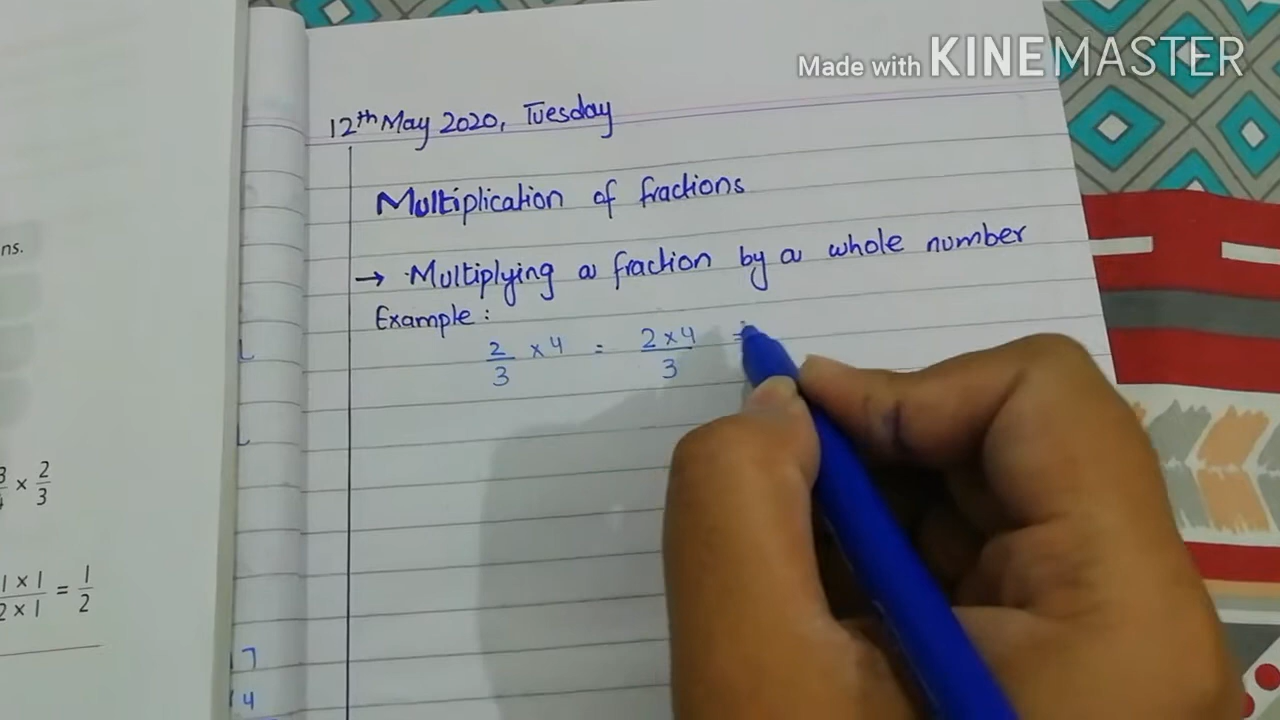 Made with KINEMASTER
12th May 2020, Tuesday
Multiplication of fractions
→ Multiplying a fraction by a whole number
Example:
2/3 × 4 = 2×4/3 =
ns.
× 2/3
1 × 1/2 × 1 = 1/2
7
4